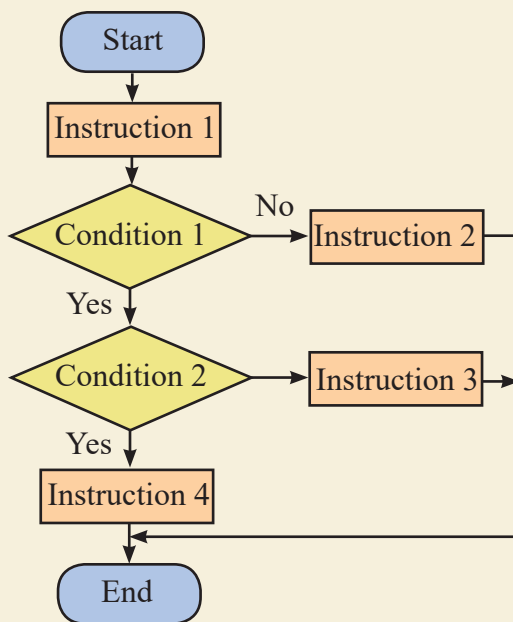 Start
Instruction 1
No
Condition 1
Instruction 2
Yes
Condition 2
Instruction 3
Yes
Instruction 4
End